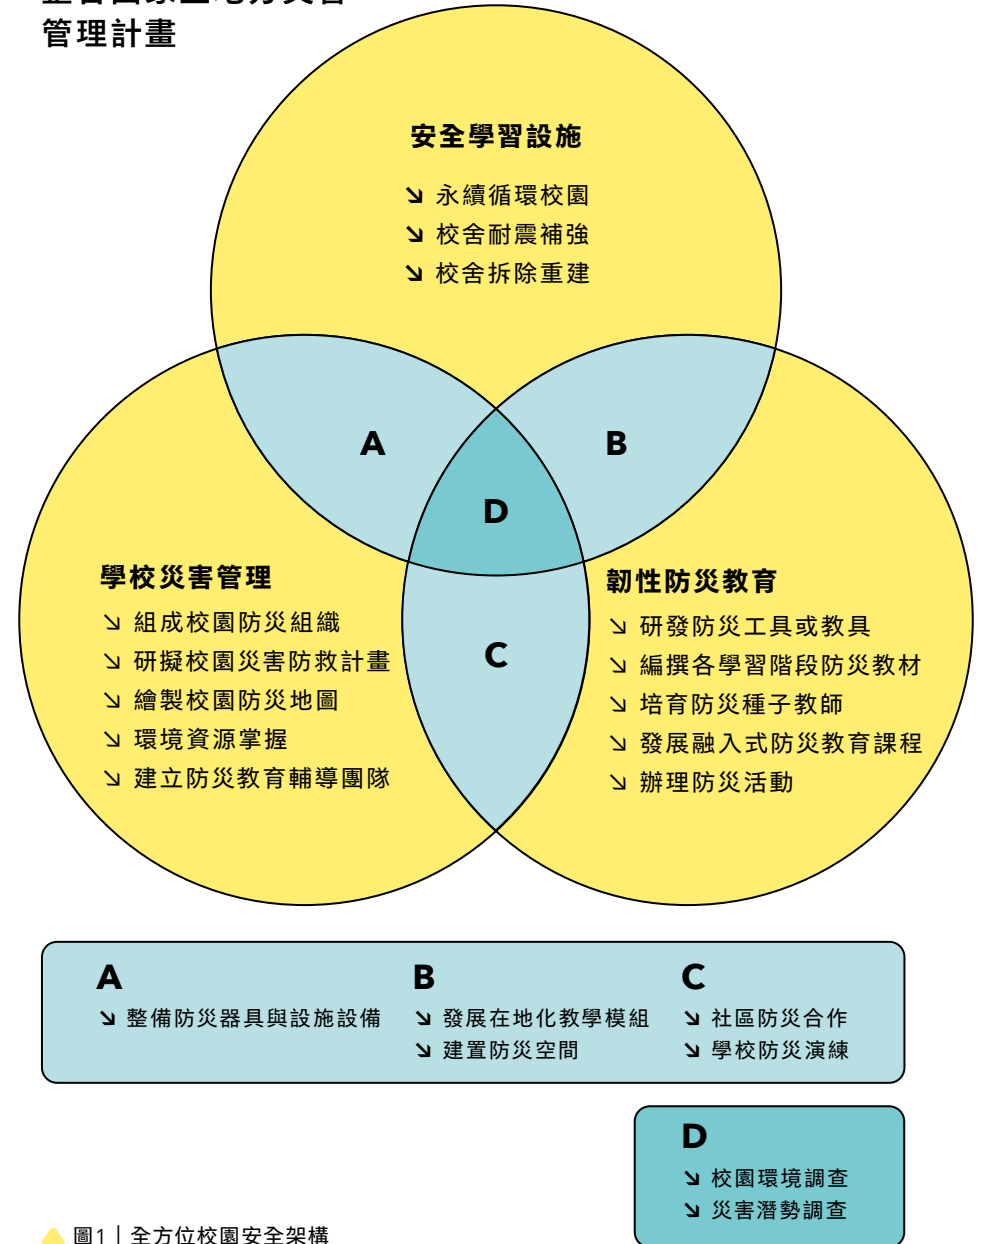 管理計畫
安全學習設施
↘ 永續循環校園
↘ 校舍耐震補強
↘ 校舍拆除重建
A
B
D
C
學校災害管理
↘ 組成校園防災組織
↘ 研擬校園災害防救計畫
↘ 繪製校園防災地圖
↘ 環境資源掌握
↘ 建立防災教育輔導團隊
韌性防災教育
↘ 研發防災工具或教具
↘ 編撰各學習階段防災教材
↘ 培育防災種子教師
↘ 發展融入式防災教育課程
↘ 辦理防災活動
A
↘ 整備防災器具與設施設備
B
↘ 發展在地化教學模組
↘ 建置防災空間
C
↘ 社區防災合作
↘ 學校防災演練
D
↘ 校園環境調查
↘ 災害潛勢調查
圖1｜全方位校園安全架構